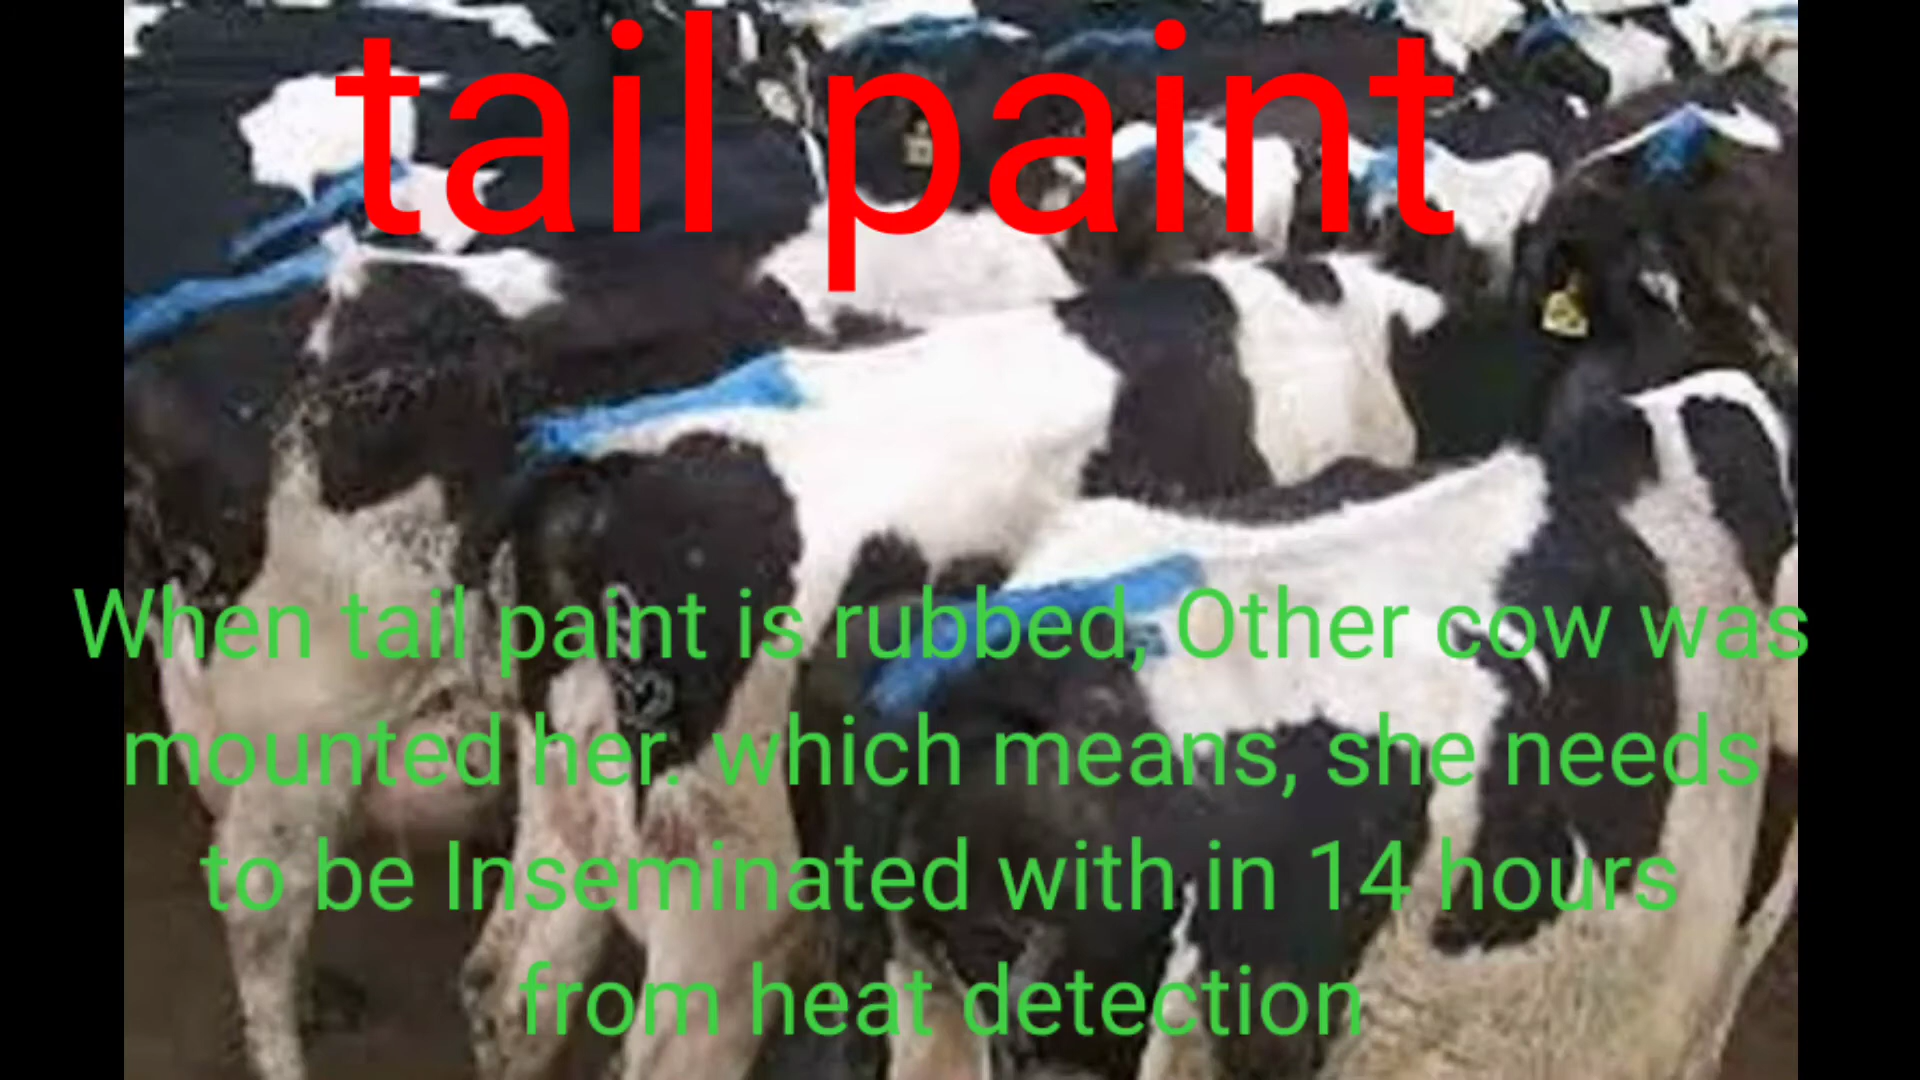 tail paint
When tail paint is rubbed, Other cow was
mounted her. which means, she needs
to be Inseminated with in 14 hours
from heat detection